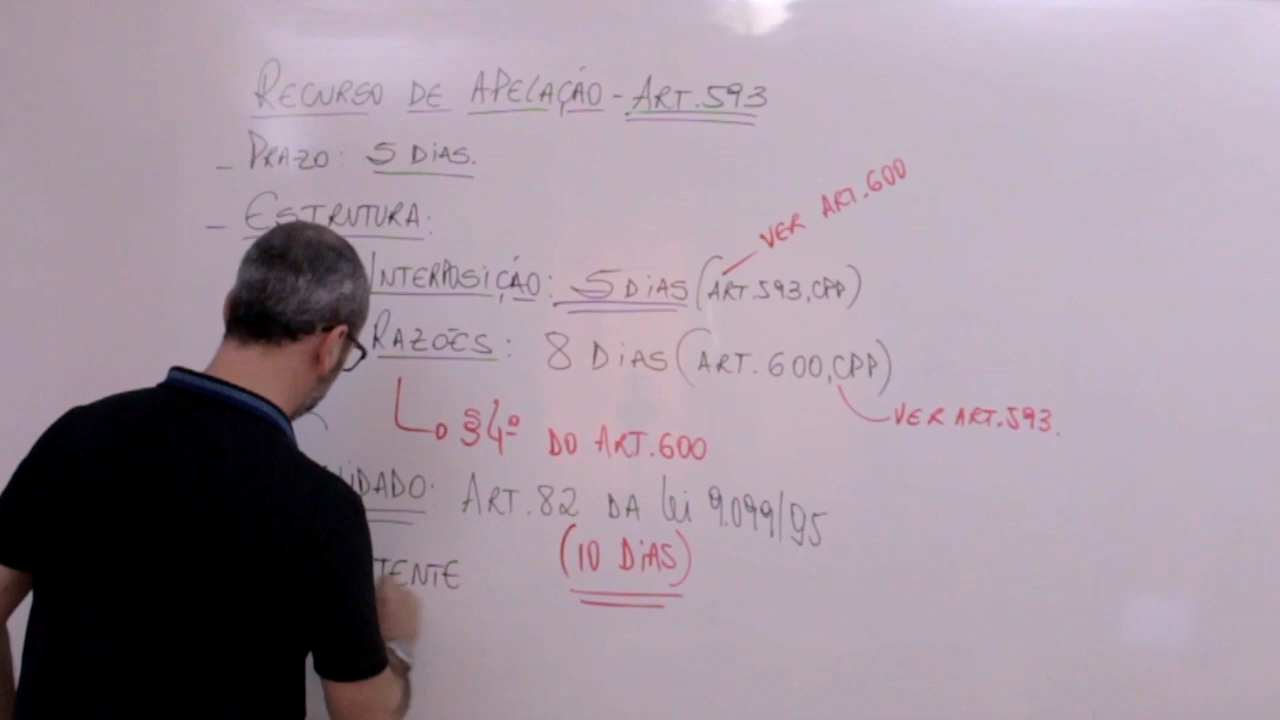 RECURSO DE APELAÇÃO - ART.593
- PRAZO: 5 DIAS.
- ESTRUTURA:
VER ART.600
INTERPOSIÇÃO: 5 DIAS (ART.593,CPP)
RAZÕES: 8 DIAS (ART.600,CPP)
VER ART.593.
§4º DO ART.600
ART.82 DA Lei 9.099/95
(10 DIAS)